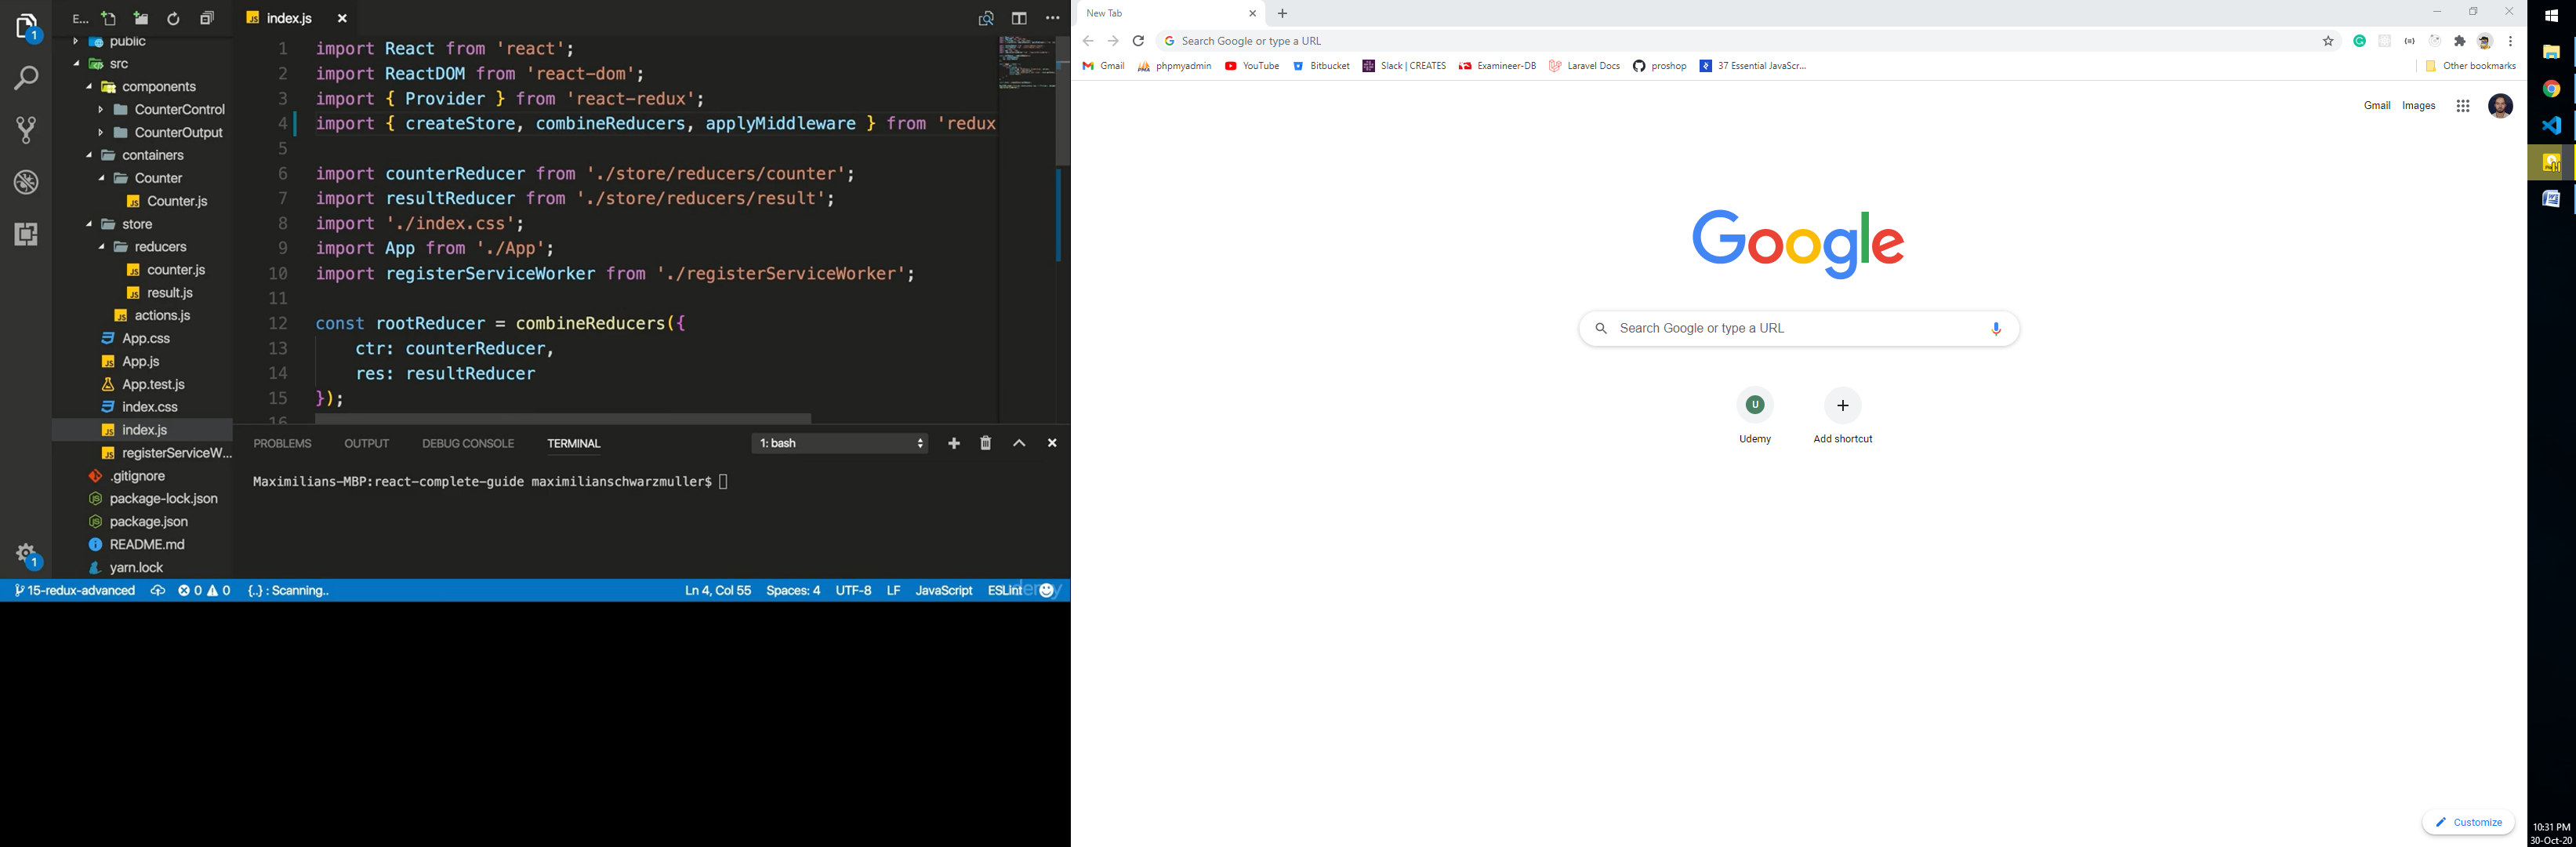 E...
index.js
1
public
src
components
CounterControl
CounterOutput
containers
Counter
Counter.js
store
reducers
counter.js
result.js
actions.js
App.css
App.js
App.test.js
index.css
index.js
registerServiceW...
.gitignore
package-lock.json
package.json
README.md
yarn.lock
1
1 import React from 'react';
2 import ReactDOM from 'react-dom';
3 import { Provider } from 'react-redux';
4 import { createStore, combineReducers, applyMiddleware } from 'redux
5
6 import counterReducer from './store/reducers/counter';
7 import resultReducer from './store/reducers/result';
8 import './index.css';
9 import App from './App';
10 import registerServiceWorker from './registerServiceWorker';
11
12 const rootReducer = combineReducers({
13 ctr: counterReducer,
14 res: resultReducer
15 });
16
PROBLEMS OUTPUT DEBUG CONSOLE TERMINAL 1: bash
Maximilians-MBP:react-complete-guide maximilianschwarzmuller$
15-redux-advanced 0 0 {..} : Scanning.. Ln 4, Col 55 Spaces: 4 UTF-8 LF JavaScript ESLint
New Tab
Search Google or type a URL
Gmail phpmyadmin YouTube Bitbucket Slack | CREATES Examineer-DB Laravel Docs proshop 37 Essential JavaScr... Other bookmarks
Gmail Images
Google
Search Google or type a URL
U
Udemy Add shortcut
Customize
10:31 PM
30-Oct-20